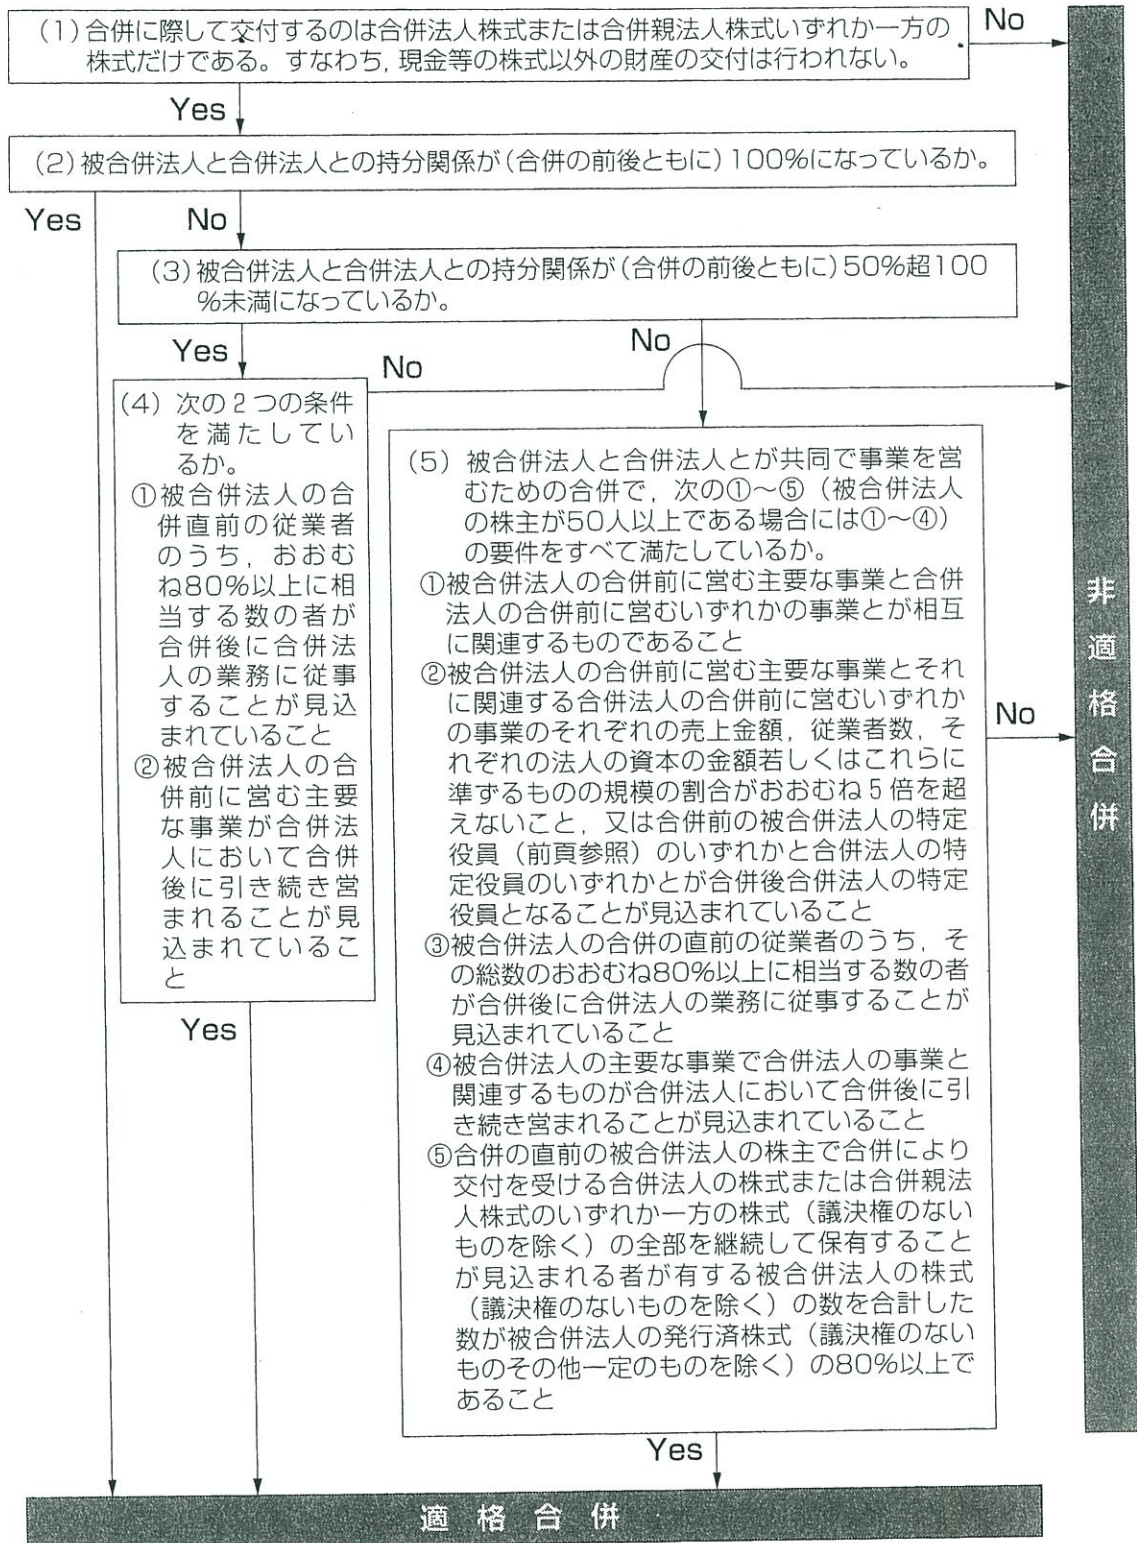 (1)合併に際して交付するのは合併法人株式または合併親法人株式いずれか一方の
株式だけである。すなわち,現金等の株式以外の財産の交付は行われない。
No
Yes
(2)被合併法人と合併法人との持分関係が(合併の前後ともに)100%になっているか。
Yes
No
(3)被合併法人と合併法人との持分関係が(合併の前後ともに)50%超100
%未満になっているか。
Yes
No
No
(4) 次の2つの条件
を満たしてい
るか。
①被合併法人の合
併直前の従業者
のうち,おおむ
ね80%以上に相
当する数の者が
合併後に合併法
人の業務に従事
することが見込
まれていること
②被合併法人の合
併前に営む主要
な事業が合併法
人において合併
後に引き続き営
まれることが見
込まれているこ
と
Yes
(5) 被合併法人と合併法人とが共同で事業を営
むための合併で,次の①~⑤(被合併法人
の株主が50人以上である場合には①~④)
の要件をすべて満たしているか。
①被合併法人の合併前に営む主要な事業と合併
法人の合併前に営むいずれかの事業とが相互
に関連するものであること
②被合併法人の合併前に営む主要な事業とそれ
に関連する合併法人の合併前に営むいずれか
の事業のそれぞれの売上金額,従業者数,そ
れぞれの法人の資本の金額若しくはこれらに
準ずるものの規模の割合がおおむね5倍を超
えないこと,又は合併前の被合併法人の特定
役員(前頁参照)のいずれかと合併法人の特
定役員のいずれかとが合併後合併法人の特定
役員となることが見込まれていること
③被合併法人の合併の直前の従業者のうち,そ
の総数のおおむね80%以上に相当する数の者
が合併後に合併法人の業務に従事することが
見込まれていること
④被合併法人の主要な事業で合併法人の事業と
関連するものが合併法人において合併後に引
き続き営まれることが見込まれていること
⑤合併の直前の被合併法人の株主で合併により
交付を受ける合併法人の株式または合併親法
人株式のいずれか一方の株式(議決権のない
ものを除く)の全部を継続して保有すること
が見込まれる者が有する被合併法人の株式
(議決権のないものを除く)の数を合計した
数が被合併法人の発行済株式(議決権のない
ものその他一定のものを除く)の80%以上で
あること
No
Yes
非適格合併
適格合併